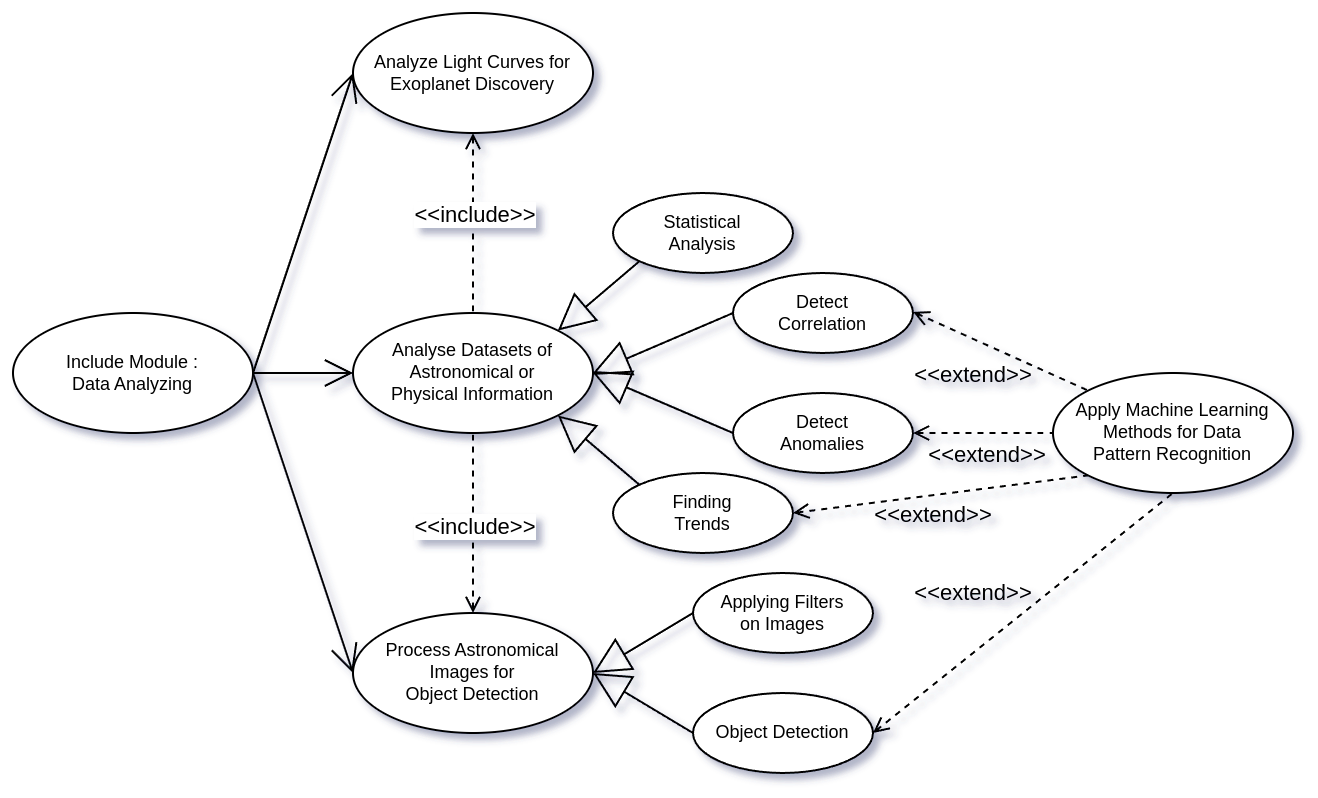 Analyze Light Curves for
Exoplanet Discovery
<<include>>
Statistical
Analysis
Detect
Correlation
Include Module :
Data Analyzing
Analyse Datasets of
Astronomical or
Physical Information
<<extend>>
Apply Machine Learning
Methods for Data
Pattern Recognition
Detect
Anomalies
<<extend>>
Finding
Trends
<<extend>>
<<include>>
Applying Filters
on Images
<<extend>>
Process Astronomical
Images for
Object Detection
Object Detection